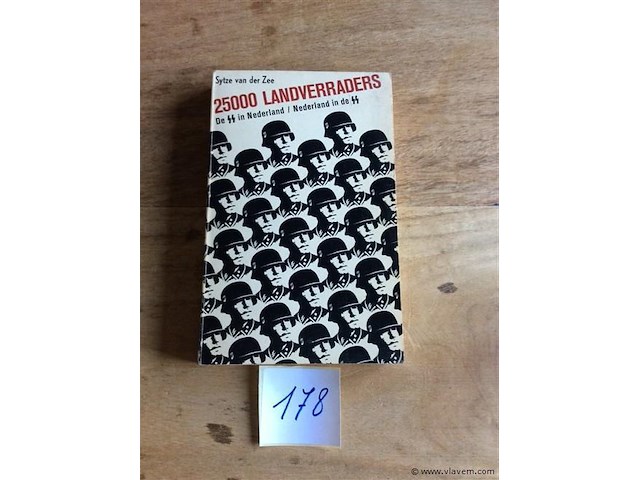 Sytze van der Zee
25000 LANDVERRADERS
De SS in Nederland / Nederland in de SS
178
© www.vlavem.com